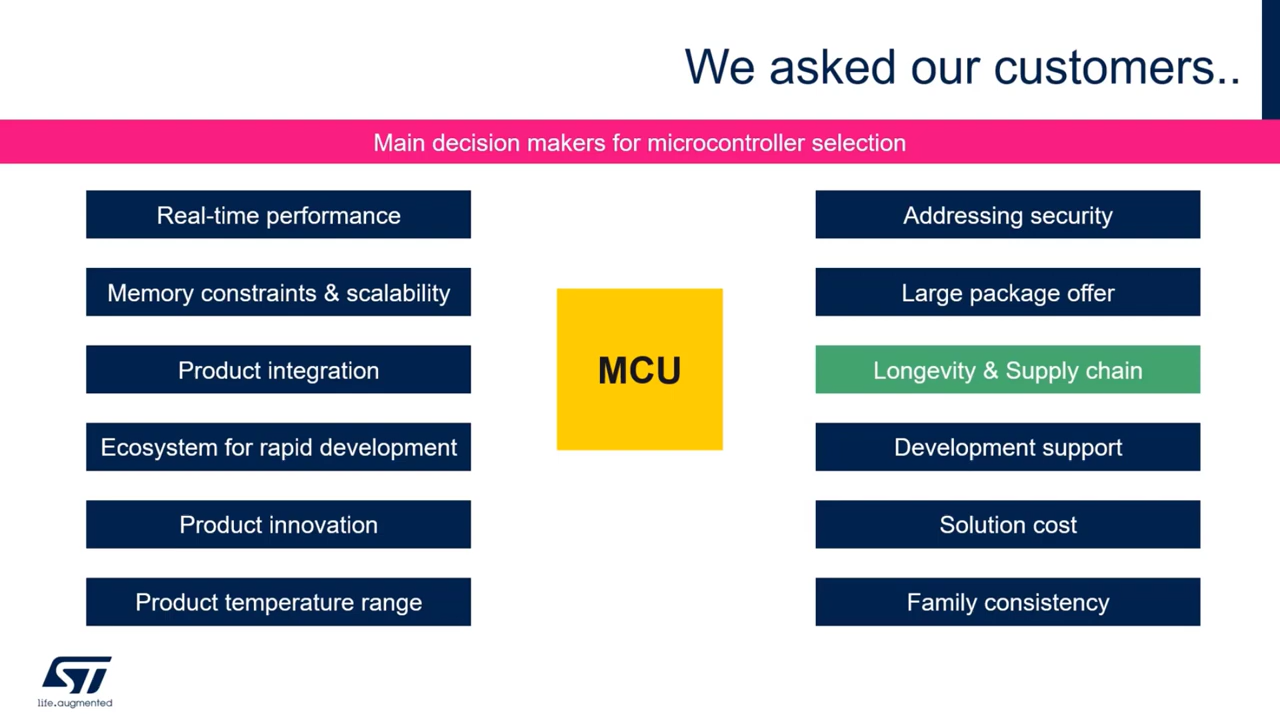 We asked our customers..
Main decision makers for microcontroller selection
Real-time performance
Memory constraints & scalability
Product integration
Ecosystem for rapid development
Product innovation
Product temperature range
MCU
Addressing security
Large package offer
Longevity & Supply chain
Development support
Solution cost
Family consistency
ST
life.augmented